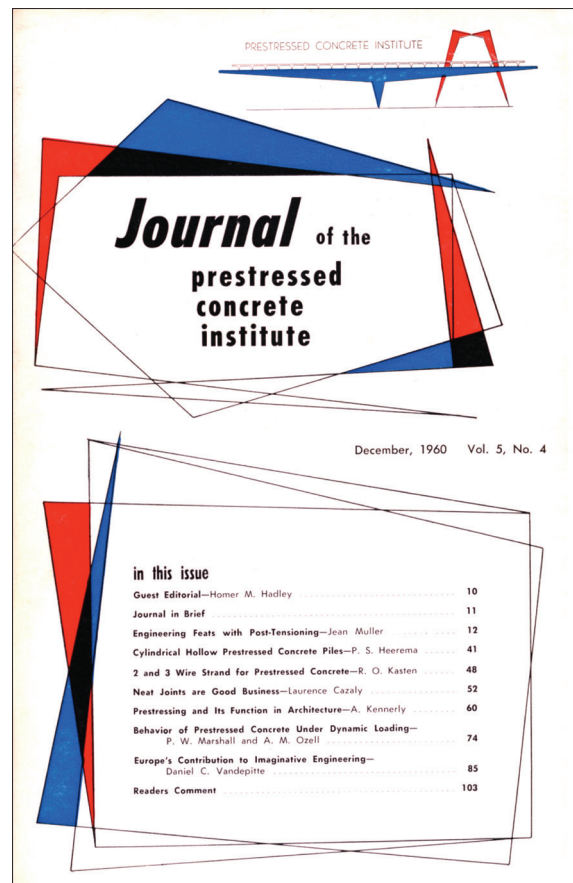 PRESTRESSED CONCRETE INSTITUTE
Journal of the
prestressed
concrete
institute
December, 1960 Vol. 5, No. 4
in this issue
Guest Editorial—Homer M. Hadley 10
Journal in Brief 11
Engineering Feats with Post-Tensioning—Jean Muller 12
Cylindrical Hollow Prestressed Concrete Piles—P. S. Heerema 41
2 and 3 Wire Strand for Prestressed Concrete—R. O. Kasten 48
Neat Joints are Good Business—Laurence Cazaly 52
Prestressing and Its Function in Architecture—A. Kennerly 60
Behavior of Prestressed Concrete Under Dynamic Loading—
P. W. Marshall and A. M. Ozell 74
Europe's Contribution to Imaginative Engineering—
Daniel C. Vandepitte 85
Readers Comment 103